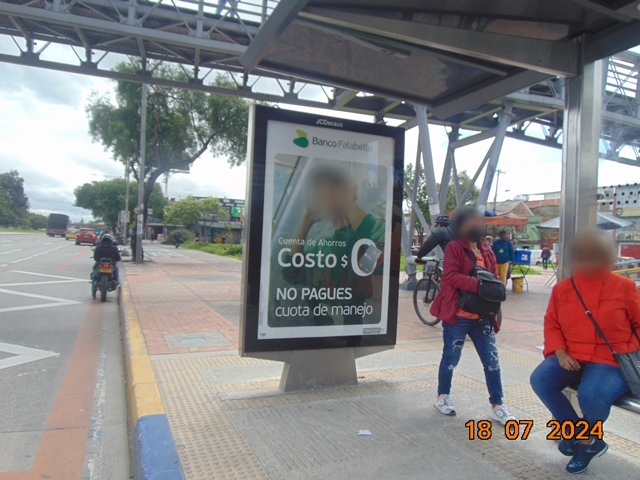 JCDecaux
Banco Falabella
Cuenta de Ahorros
Costo $0
NO PAGUES
cuota de manejo
18 07 2024